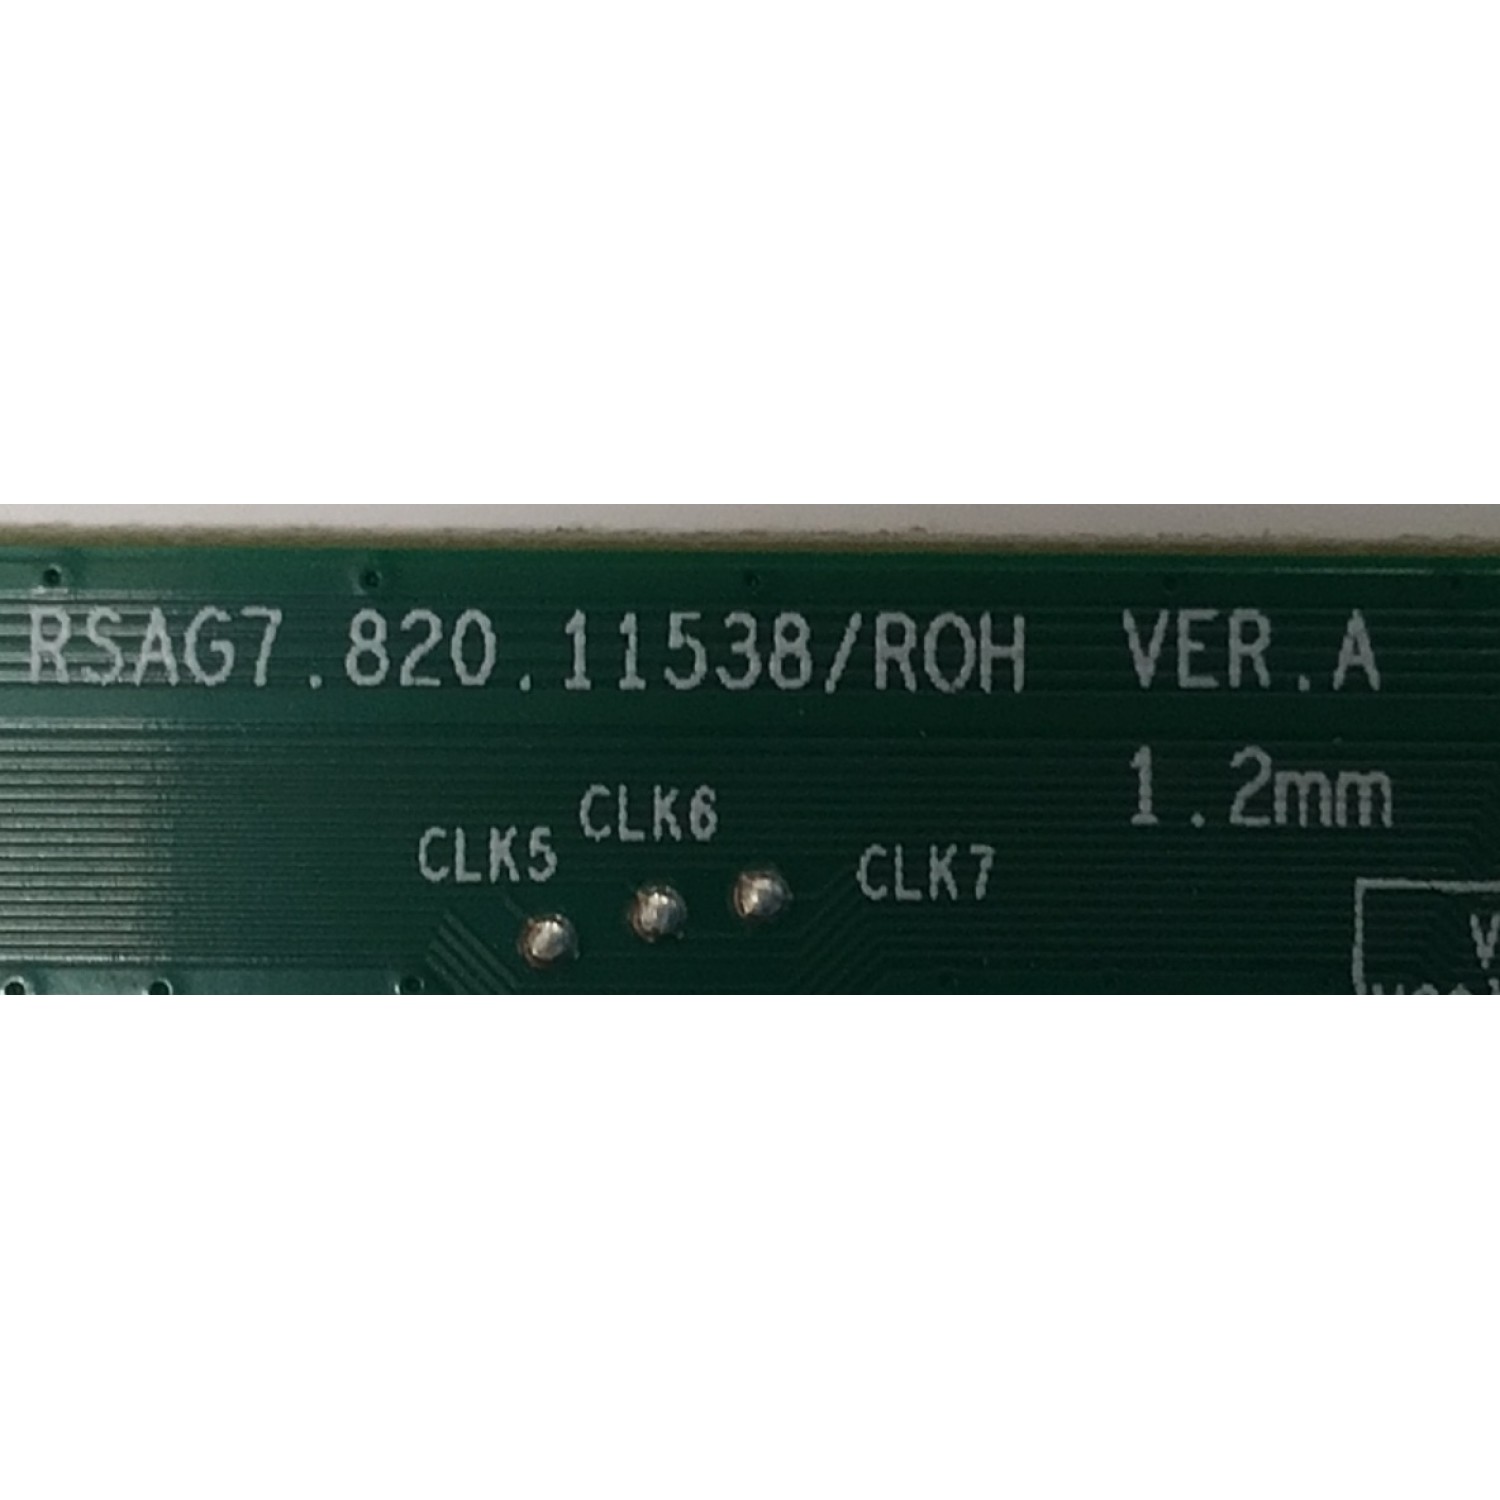 RSAG7.820.11538/ROH VER.A
1.2mm
CLK6
CLK5
CLK7
V